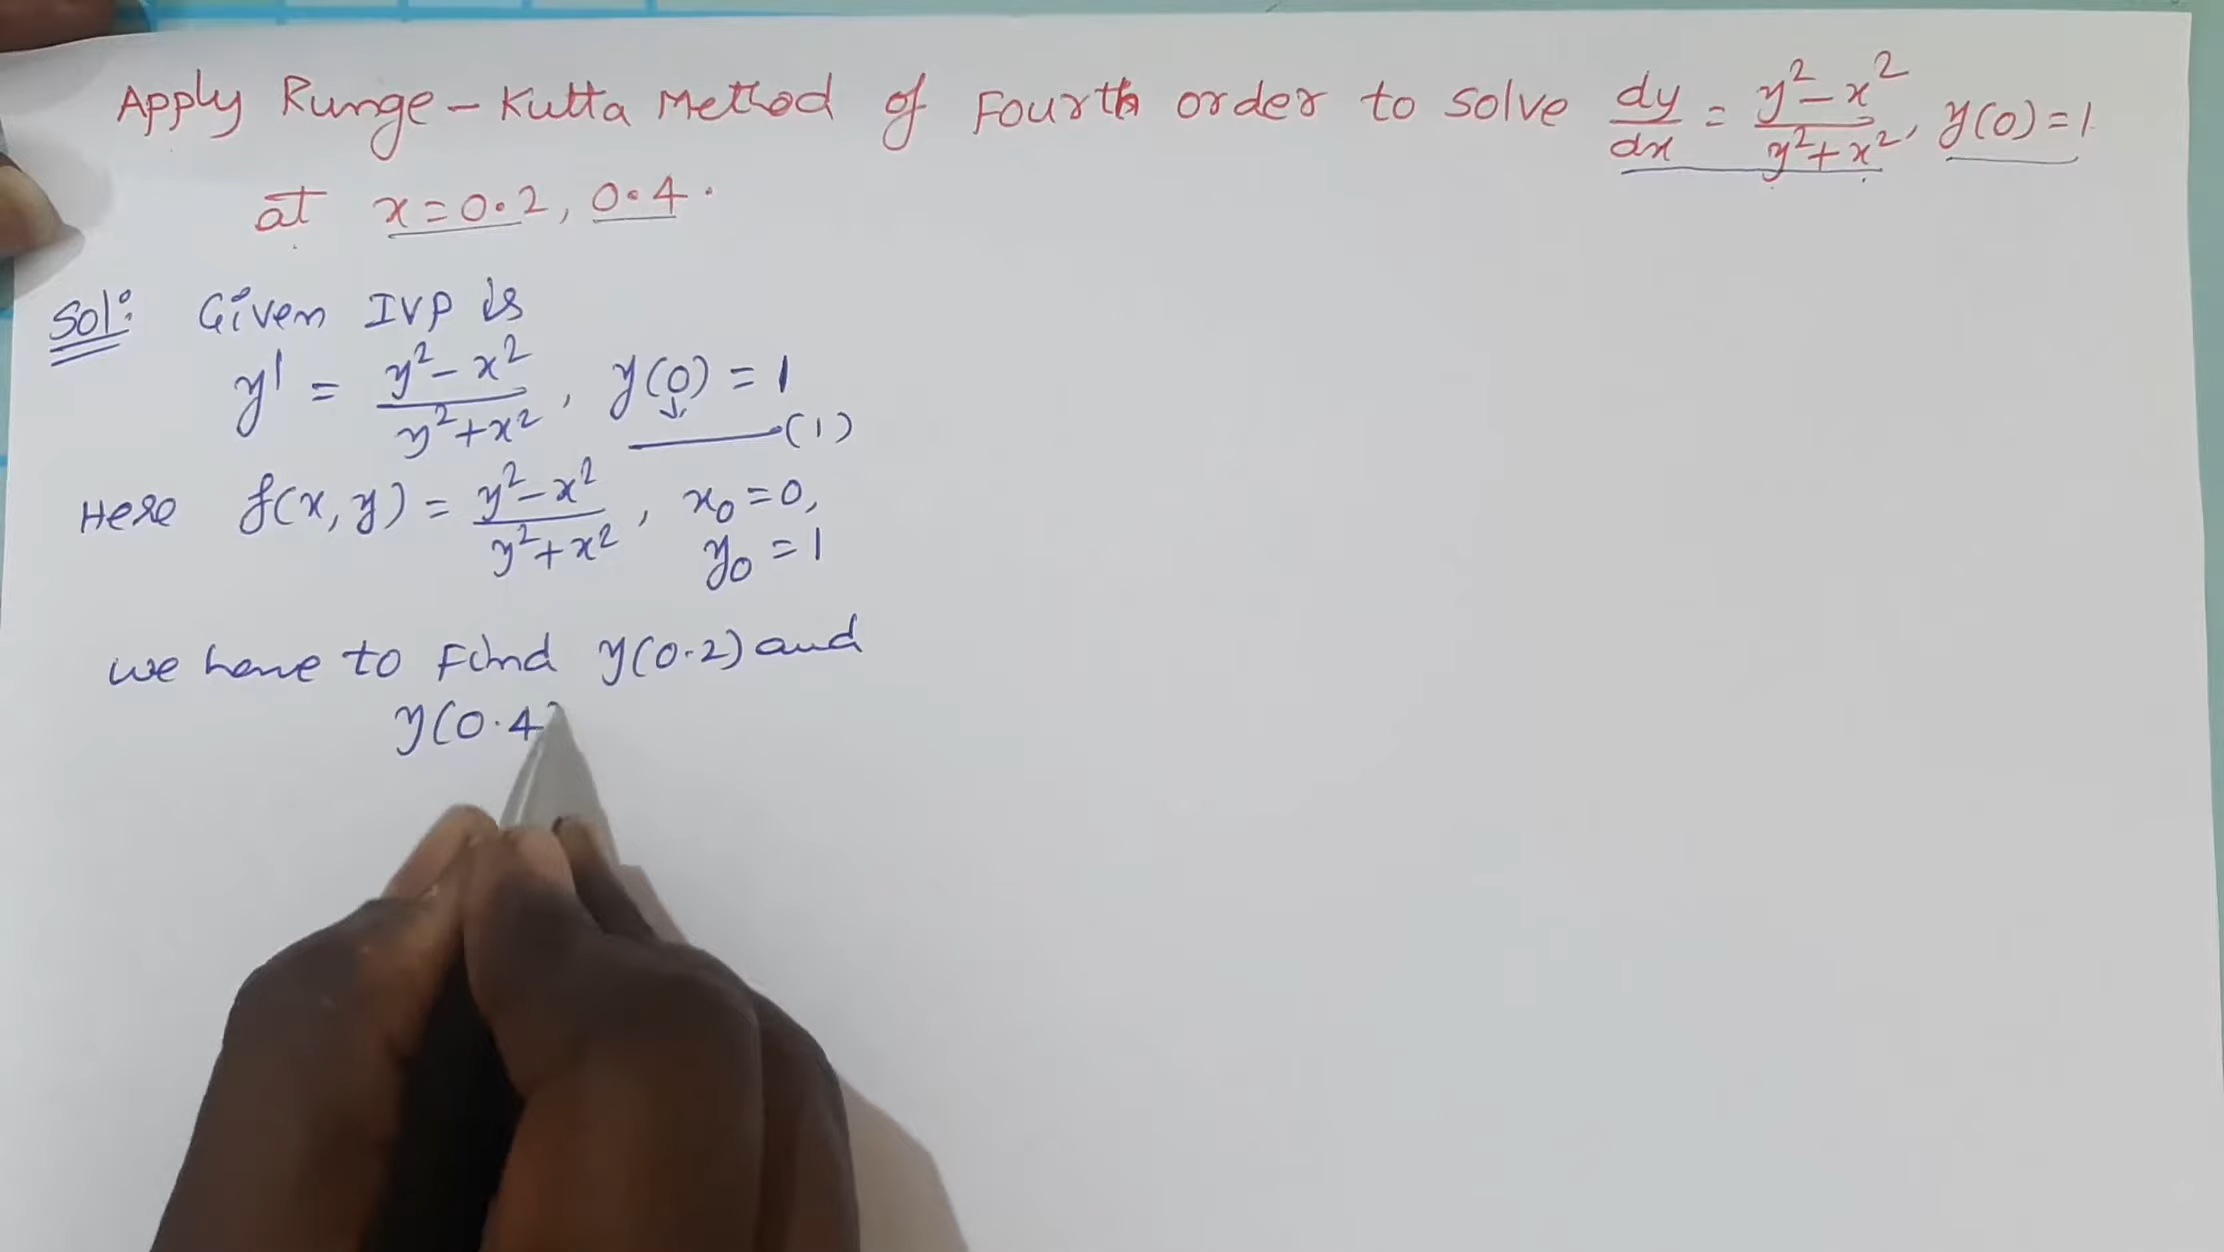 Apply Runge-Kutta Method of Fourth order to solve dy/dx = (y²-x²)/(y²+x²), y(0)=1.
at x=0.2, 0.4.
Sol: Given IVP is
y' = (y²-x²)/(y²+x²), y(0)=1
(1)
Here f(x,y) = (y²-x²)/(y²+x²), x₀=0,
y₀=1
we have to Find y(0.2) and
y(0.4)